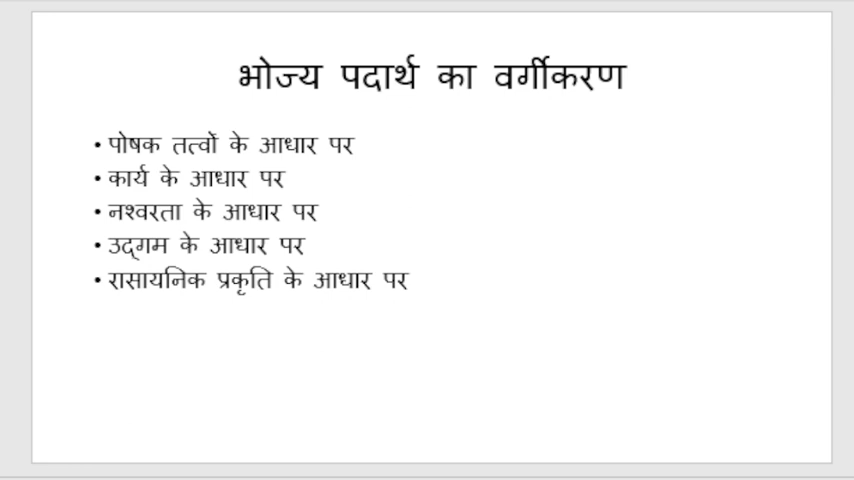 भोज्य पदार्थ का वर्गीकरण
• पोषक तत्वों के आधार पर
• कार्य के आधार पर
• नश्वरता के आधार पर
• उद्गम के आधार पर
• रासायनिक प्रकृति के आधार पर